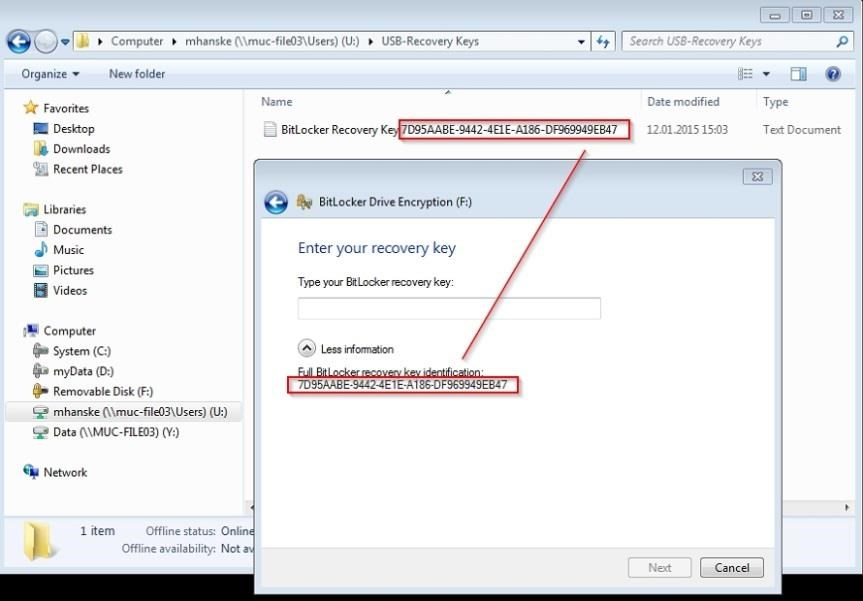 Computer ▸ mhanske (\\muc-file03\Users) (U:) ▸ USB-Recovery Keys
Search USB-Recovery Keys
Organize New folder
Favorites
Desktop
Downloads
Recent Places
Libraries
Documents
Music
Pictures
Videos
Computer
System (C:)
myData (D:)
Removable Disk (F:)
mhanske (\\muc-file03\Users) (U:)
Data (\\MUC-FILE03) (Y:)
Network
Name Date modified Type
BitLocker Recovery Key 7D95AABE-9442-4E1E-A186-DF969949EB47 12.01.2015 15:03 Text Document
BitLocker Drive Encryption (F:)
Enter your recovery key
Type your BitLocker recovery key:
Less information
Full BitLocker recovery key identification:
7D95AABE-9442-4E1E-A186-DF969949EB47
Next Cancel
1 item Offline status: Online
Offline availability: Not av